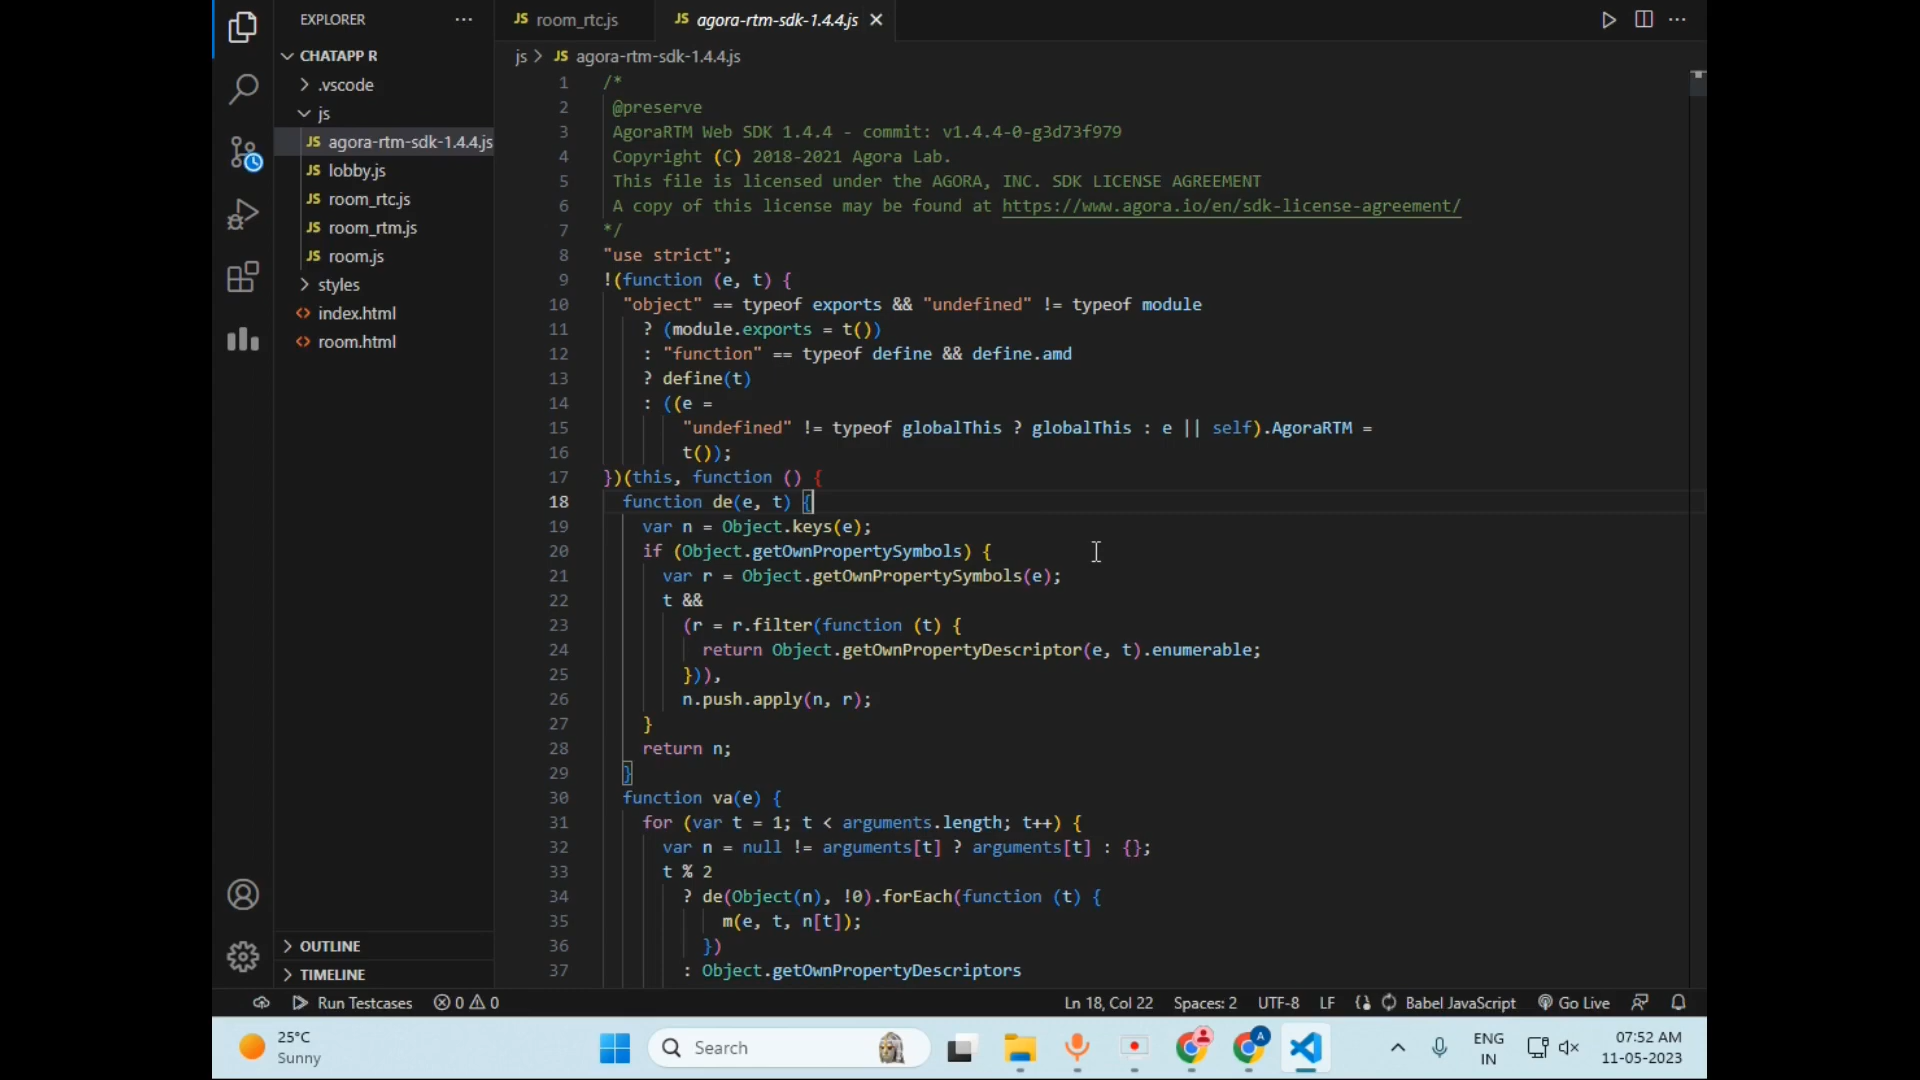 EXPLORER
CHATAPP R
.vscode
js
JS agora-rtm-sdk-1.4.4.js
JS lobby.js
JS room_rtc.js
JS room_rtm.js
JS room.js
styles
<> index.html
<> room.html
OUTLINE
TIMELINE
JS room_rtc.js
JS agora-rtm-sdk-1.4.4.js
js > JS agora-rtm-sdk-1.4.4.js
1 /*
2 @preserve
3 AgoraRTM Web SDK 1.4.4 - commit: v1.4.4-0-g3d73f979
4 Copyright (C) 2018-2021 Agora Lab.
5 This file is licensed under the AGORA, INC. SDK LICENSE AGREEMENT
6 A copy of this license may be found at https://www.agora.io/en/sdk-license-agreement/
7 */
8 "use strict";
9 !(function (e, t) {
10 "object" == typeof exports && "undefined" != typeof module
11 ? (module.exports = t())
12 : "function" == typeof define && define.amd
13 ? define(t)
14 : ((e =
15 "undefined" != typeof globalThis ? globalThis : e || self).AgoraRTM =
16 t());
17 })(this, function () {
18 function de(e, t) {
19 var n = Object.keys(e);
20 if (Object.getOwnPropertySymbols) {
21 var r = Object.getOwnPropertySymbols(e);
22 t &&
23 (r = r.filter(function (t) {
24 return Object.getOwnPropertyDescriptor(e, t).enumerable;
25 })),
26 n.push.apply(n, r);
27 }
28 return n;
29 }
30 function va(e) {
31 for (var t = 1; t < arguments.length; t++) {
32 var n = null != arguments[t] ? arguments[t] : {};
33 t % 2
34 ? de(Object(n), !0).forEach(function (t) {
35 m(e, t, n[t]);
36 })
37 : Object.getOwnPropertyDescriptors
Run Testcases 0 0 Ln 18, Col 22 Spaces: 2 UTF-8 LF Babel JavaScript Go Live
25°C
Sunny
Search
A
ENG
IN
07:52 AM
11-05-2023